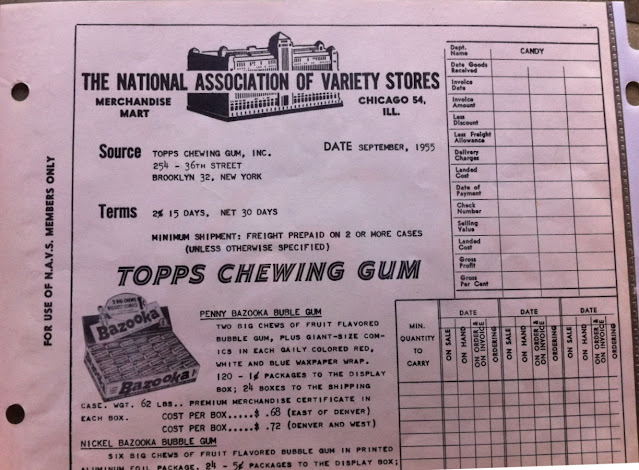 THE NATIONAL ASSOCIATION OF VARIETY STORES
MERCHANDISE
MART
CHICAGO 54,
ILL.
FOR USE OF N.A.V.S. MEMBERS ONLY
Source TOPPS CHEWING GUM, INC.
254 - 36TH STREET
BROOKLYN 32, NEW YORK
DATE SEPTEMBER, 1955
Terms 2% 15 DAYS, NET 30 DAYS
MINIMUM SHIPMENT: FREIGHT PREPAID ON 2 OR MORE CASES
(UNLESS OTHERWISE SPECIFIED)
TOPPS CHEWING GUM
Bazooka
Bazooka
PENNY BAZOOKA BUBLE GUM
TWO BIG CHEWS OF FRUIT FLAVORED
BUBBLE GUM, PLUS GIANT-SIZE COM-
ICS IN EACH GAILY COLORED RED,
WHITE AND BLUE WAXPAPER WRAP.
120 - 1¢ PACKAGES TO THE DISPLAY
BOX; 24 BOXES TO THE SHIPPING
CASE. WGT. 62 LBS.. PREMIUM MERCHANDISE CERTIFICATE IN
EACH BOX. COST PER BOX.....$ .68 (EAST OF DENVER)
COST PER BOX.....$ .72 (DENVER AND WEST)
NICKEL BAZOOKA BUBBLE GUM
SIX BIG CHEWS OF FRUIT FLAVORED BUBBLE GUM IN PRINTED
ALUMINUM FOIL PACKAGE. 24 - 5¢ PACKAGES TO THE DISPLAY BOX;
Dept.
Name CANDY
Date Goods
Received
Invoice
Date
Invoice
Amount
Less
Discount
Less Freight
Allowance
Delivery
Charges
Landed
Cost
Date of
Payment
Check
Number
Selling
Value
Landed
Cost
Gross
Profit
Gross
Per Cent
MIN.
QUANTITY
TO
CARRY
DATE DATE DATE
ON SALE
ON HAND
ON ORDER &
ON INVOICE
ORDERING
ON SALE
ON HAND
ON ORDER &
ON INVOICE
ORDERING
ON SALE
ON HAND
ON ORDER &
ON INVOICE
ORDERING